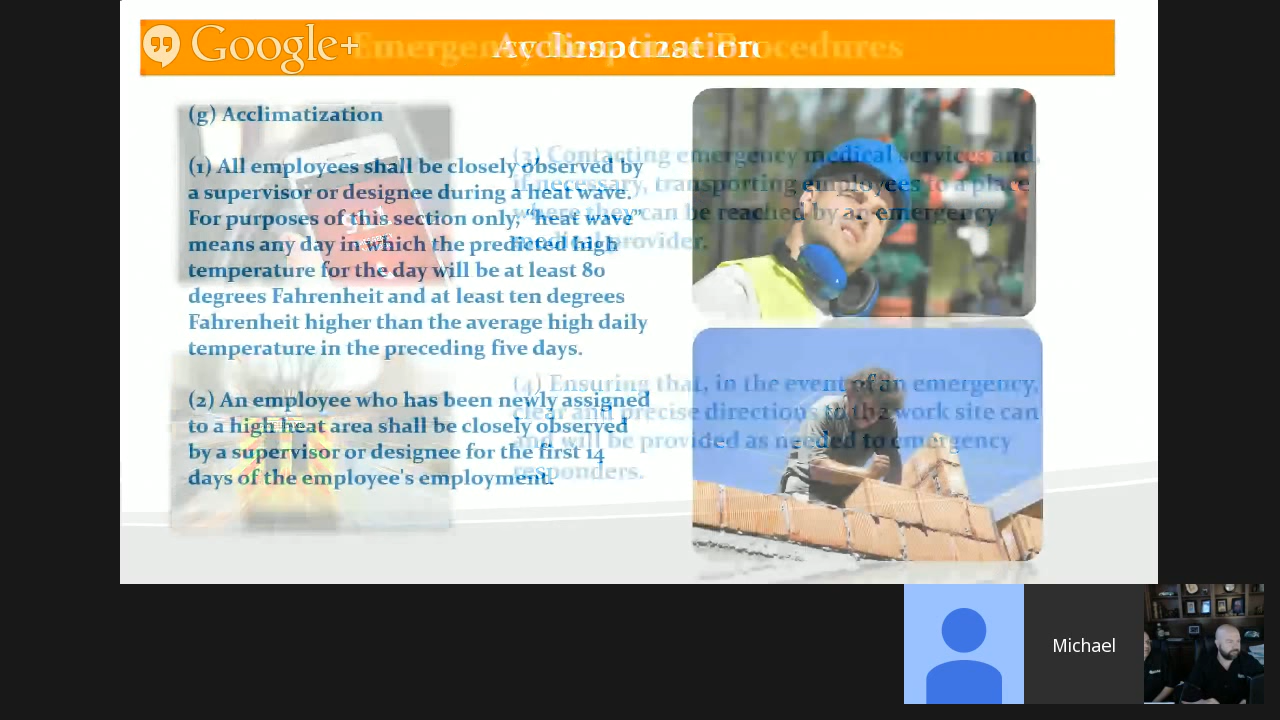 Google+
Emergency Response Procedures
Acclimatization
(g) Acclimatization
(1) All employees shall be closely observed by
a supervisor or designee during a heat wave.
For purposes of this section only, “heat wave”
means any day in which the predicted high
temperature for the day will be at least 80
degrees Fahrenheit and at least ten degrees
Fahrenheit higher than the average high daily
temperature in the preceding five days.
(2) An employee who has been newly assigned
to a high heat area shall be closely observed
by a supervisor or designee for the first 14
days of the employee's employment.
(3) Contacting emergency medical services and,
if necessary, transporting employees to a place
where they can be reached by an emergency
medical provider.
(4) Ensuring that, in the event of an emergency,
clear and precise directions to the work site can
and will be provided as needed to emergency
responders.
911
Michael